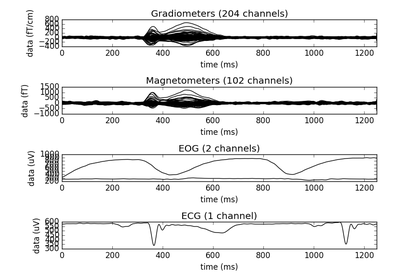 Gradiometers (204 channels)
data (fT/cm)
800
600
400
200
0
−200
−400
0 200 400 600 800 1000 1200
time (ms)
Magnetometers (102 channels)
data (fT)
1500
1000
500
0
−500
−1000
0 200 400 600 800 1000 1200
time (ms)
EOG (2 channels)
data (uV)
1000
900
800
200
0 200 400 600 800 1000 1200
time (ms)
ECG (1 channel)
data (uV)
600
550
500
450
400
350
300
0 200 400 600 800 1000 1200
time (ms)